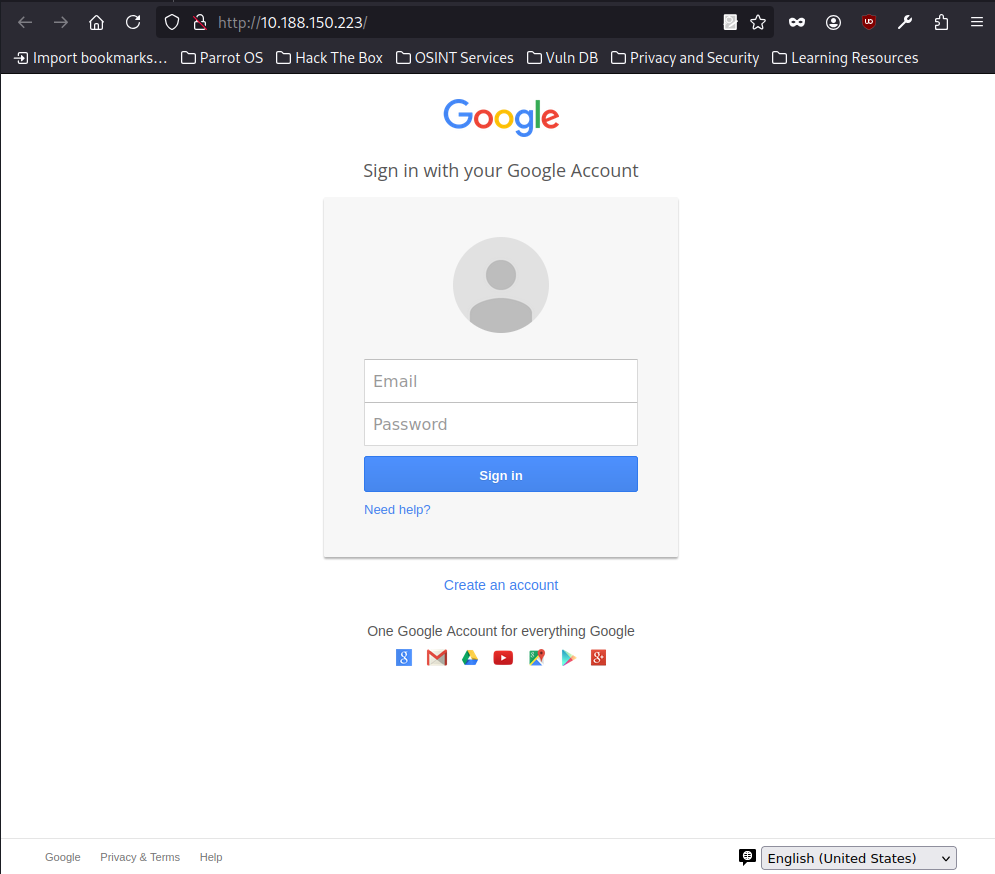 http://10.188.150.223/
Import bookmarks... Parrot OS Hack The Box OSINT Services Vuln DB Privacy and Security Learning Resources
Google
Sign in with your Google Account
Email
Password
Sign in
Need help?
Create an account
One Google Account for everything Google
Google Privacy & Terms Help English (United States)